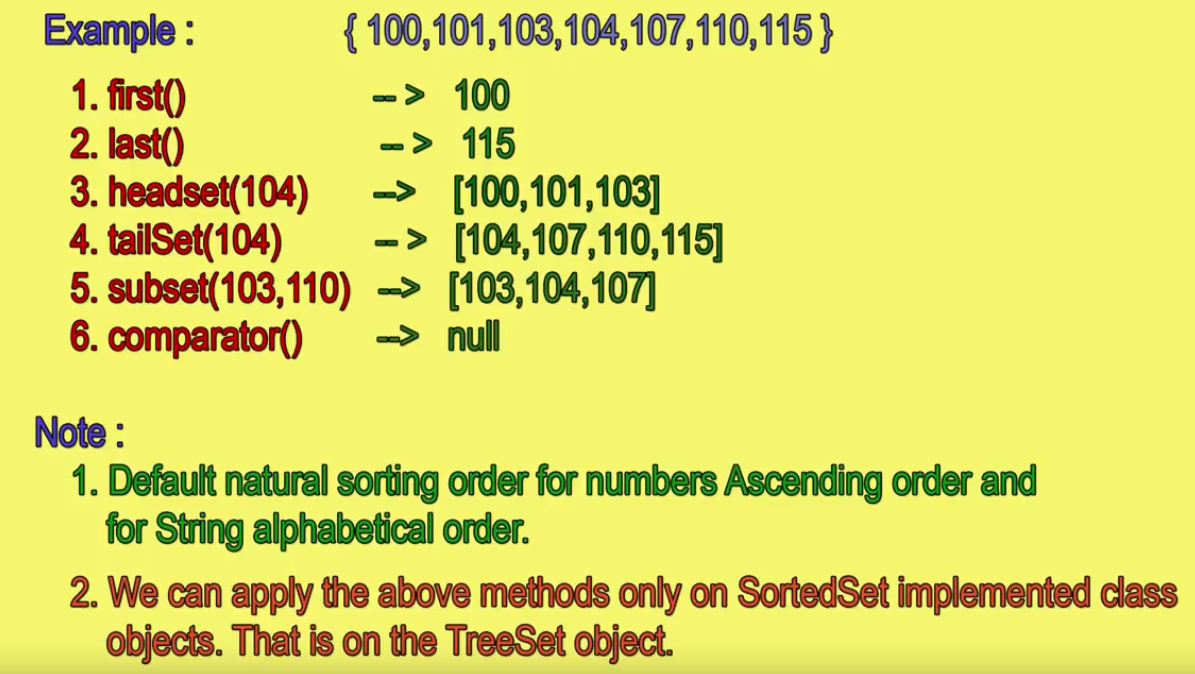 Example : { 100,101,103,104,107,110,115 }
1. first() -- > 100
2. last() -- > 115
3. headset(104) --> [100,101,103]
4. tailSet(104) -- > [104,107,110,115]
5. subset(103,110) --> [103,104,107]
6. comparator() --> null
Note :
1. Default natural sorting order for numbers Ascending order and
for String alphabetical order.
2. We can apply the above methods only on SortedSet implemented class
objects. That is on the TreeSet object.